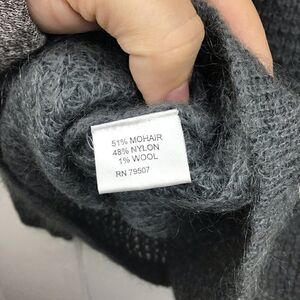 51% MOHAIR
48% NYLON
1% WOOL
RN 79507